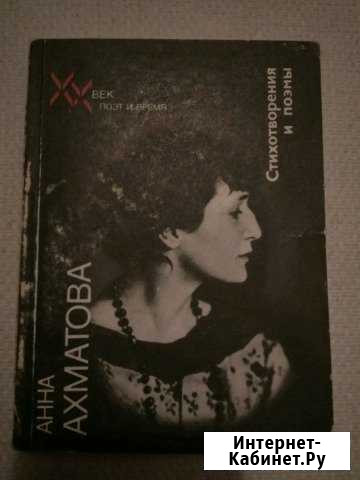 XX
ВЕК
ПОЭТ И ВРЕМЯ
Стихотворения
и поэмы
АННА
АХМАТОВА
Интернет-
Кабинет.Ру